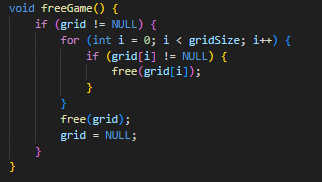 void freeGame() {
    if (grid != NULL) {
        for (int i = 0; i < gridSize; i++) {
            if (grid[i] != NULL) {
                free(grid[i]);
            }
        }
        free(grid);
        grid = NULL;
    }
}